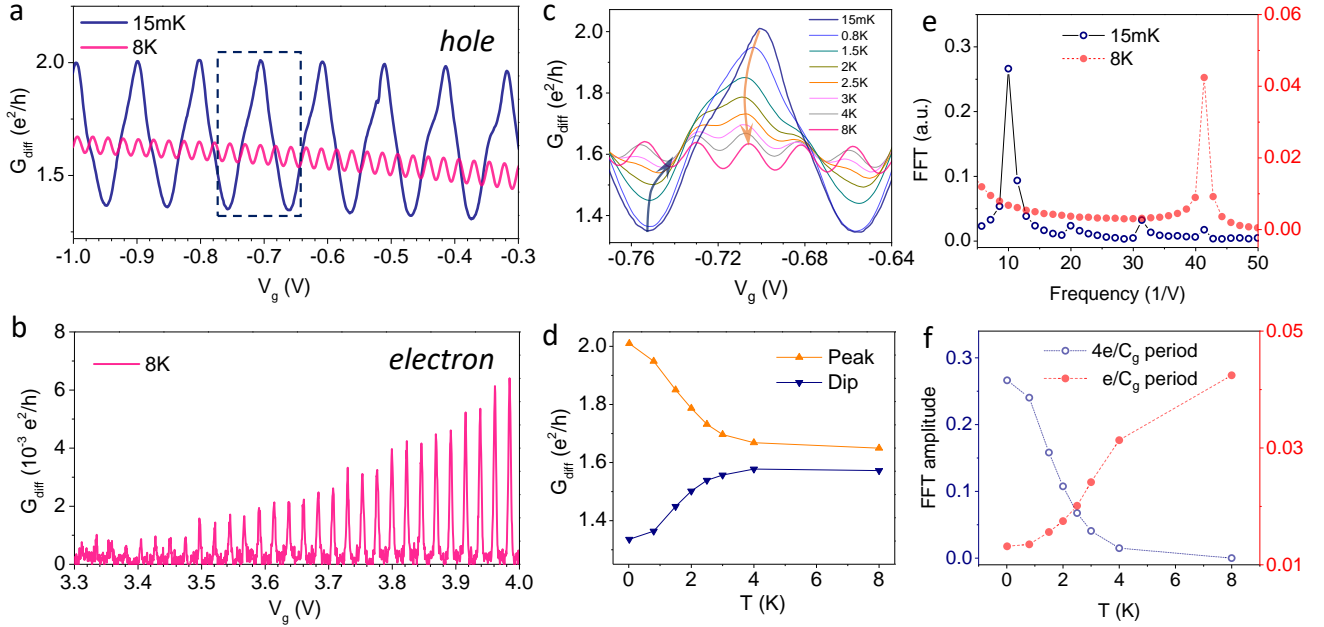 a
15mK
8K
hole
2.0
1.5
G_diff (e²/h)
-1.0 -0.9 -0.8 -0.7 -0.6 -0.5 -0.4 -0.3
V_g (V)
b
8K
electron
8
6
4
2
0
G_diff (10⁻³ e²/h)
3.3 3.4 3.5 3.6 3.7 3.8 3.9 4.0
V_g (V)
c
15mK
0.8K
1.5K
2K
2.5K
3K
4K
8K
2.0
1.8
1.6
1.4
G_diff (e²/h)
-0.76 -0.72 -0.68 -0.64
V_g (V)
d
Peak
Dip
2.0
1.8
1.6
1.4
G_diff (e²/h)
0 2 4 6 8
T (K)
e
15mK
8K
0.3
0.2
0.1
0.0
FFT (a.u.)
0.06
0.04
0.02
0.00
10 20 30 40 50
Frequency (1/V)
f
4e/C_g period
e/C_g period
0.3
0.2
0.1
0.0
FFT amplitude
0.05
0.03
0.01
0 2 4 6 8
T (K)